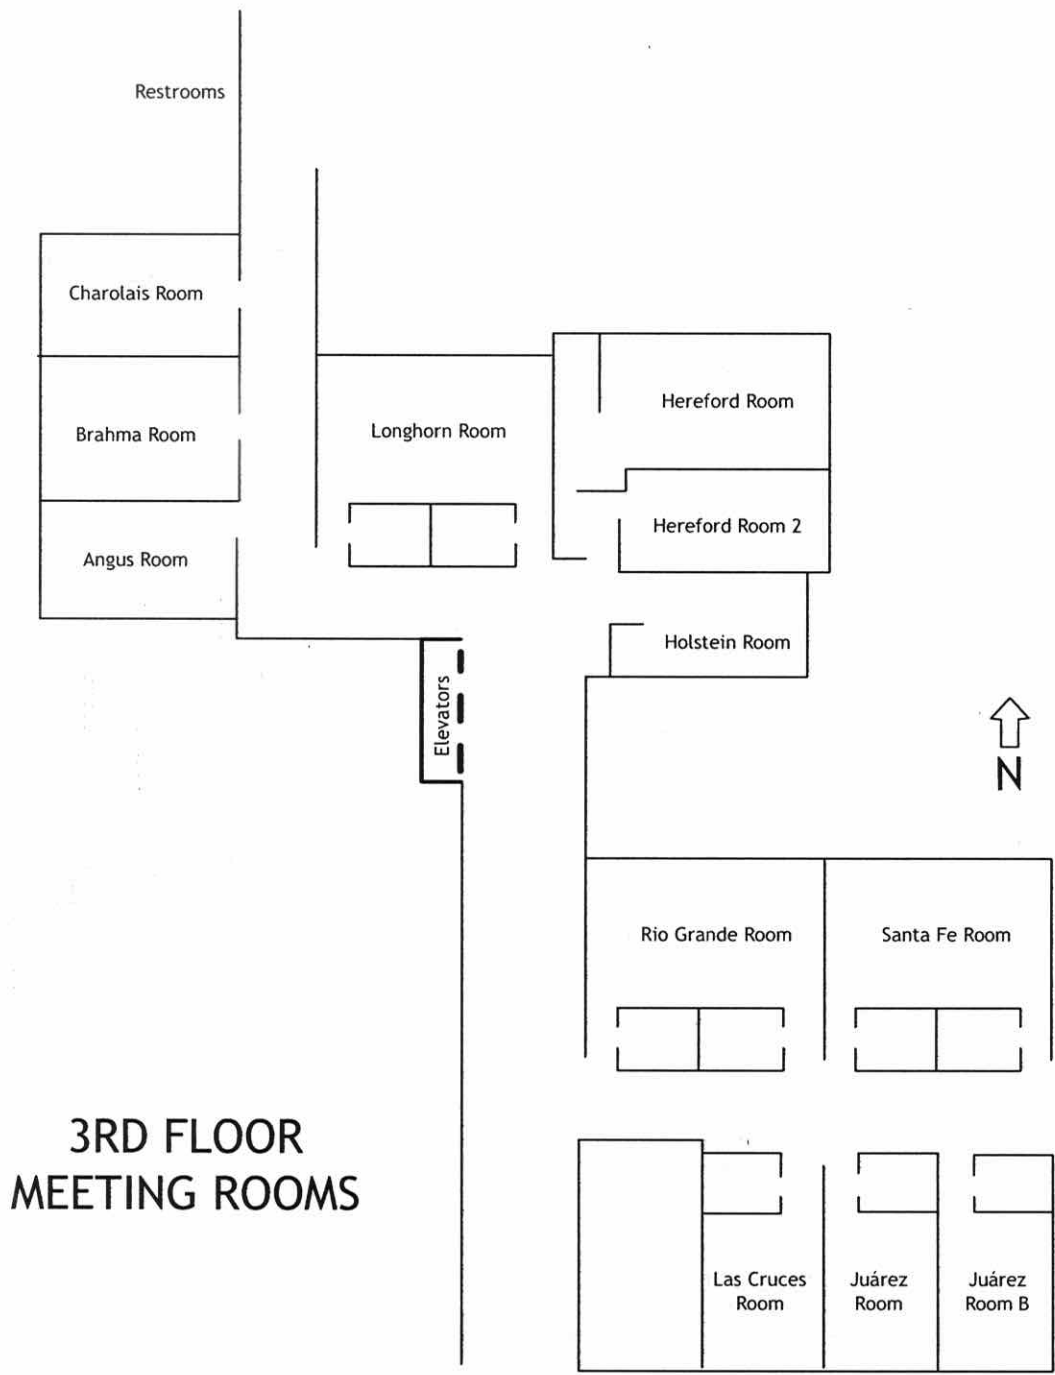 Restrooms
Charolais Room
Brahma Room
Angus Room
Longhorn Room
Hereford Room
Hereford Room 2
Holstein Room
Elevators
N
Rio Grande Room
Santa Fe Room
3RD FLOOR
MEETING ROOMS
Las Cruces
Room
Juárez
Room
Juárez
Room B